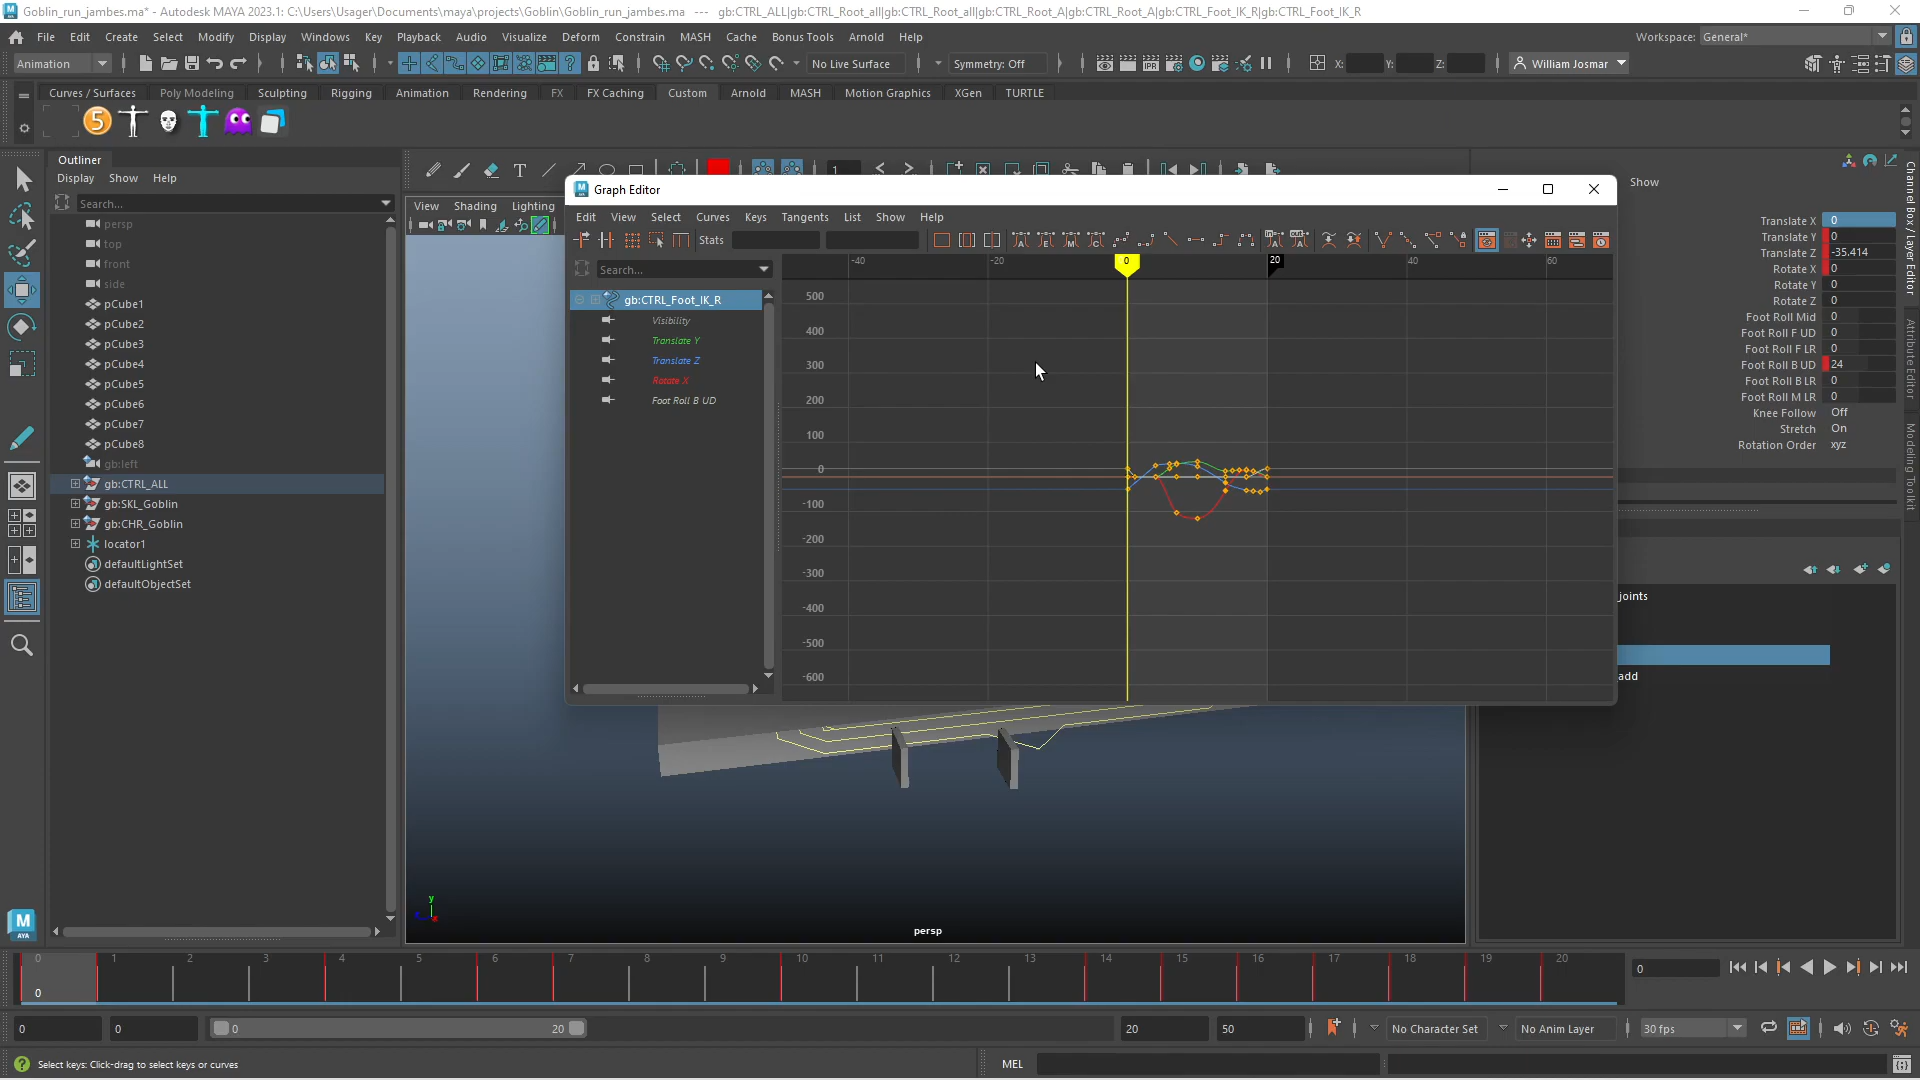 Goblin_run_jambes.ma* - Autodesk MAYA 2023.1: C:\Users\Usager\Documents\maya\projects\Goblin\Goblin_run_jambes.ma --- gb:CTRL_ALL|gb:CTRL_Root_all|gb:CTRL_Root_all|gb:CTRL_Root_A|gb:CTRL_Root_A|gb:CTRL_Foot_IK_R|gb:CTRL_Foot_IK_R
File Edit Create Select Modify Display Windows Key Playback Audio Visualize Deform Constrain MASH Cache Bonus Tools Arnold Help
Workspace: General*
Animation No Live Surface Symmetry: Off X: Y: Z: William Josmar
Curves / Surfaces Poly Modeling Sculpting Rigging Animation Rendering FX FX Caching Custom Arnold MASH Motion Graphics XGen TURTLE
Outliner
Display Show Help
Search...
persp
top
front
side
pCube1
pCube2
pCube3
pCube4
pCube5
pCube6
pCube7
pCube8
gb:left
gb:CTRL_ALL
gb:SKL_Goblin
gb:CHR_Goblin
locator1
defaultLightSet
defaultObjectSet
View Shading Lighting
1
Graph Editor
Edit View Select Curves Keys Tangents List Show Help
Stats
Search...
gb:CTRL_Foot_IK_R
Visibility
Translate Y
Translate Z
Rotate X
Foot Roll B UD
-40 -20 0 20 40 60
500
400
300
200
100
0
-100
-200
-300
-400
-500
-600
y
persp
Show
Translate X 0
Translate Y 0
Translate Z -35.414
Rotate X 0
Rotate Y 0
Rotate Z 0
Foot Roll Mid 0
Foot Roll F UD 0
Foot Roll F LR 0
Foot Roll B UD 24
Foot Roll B LR 0
Foot Roll M LR 0
Knee Follow Off
Stretch On
Rotation Order xyz
joints
add
Channel Box / Layer Editor
Attribute Editor
Modeling Toolkit
0 1 2 3 4 5 6 7 8 9 10 11 12 13 14 15 16 17 18 19 20
0
0
0 0 0 20 20 50 No Character Set No Anim Layer 30 fps
Select keys: Click-drag to select keys or curves
MEL